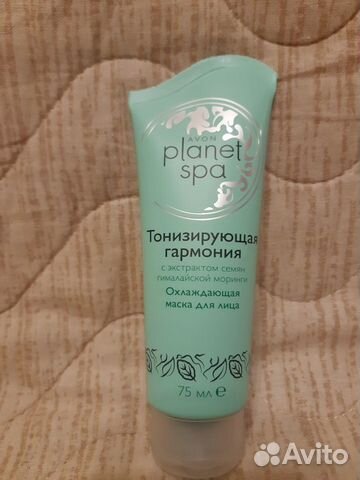 AVON
planet
spa
Тонизирующая
гармония
с экстрактом семян
гималайской моринги
Охлаждающая
маска для лица
75 мл e
Avito